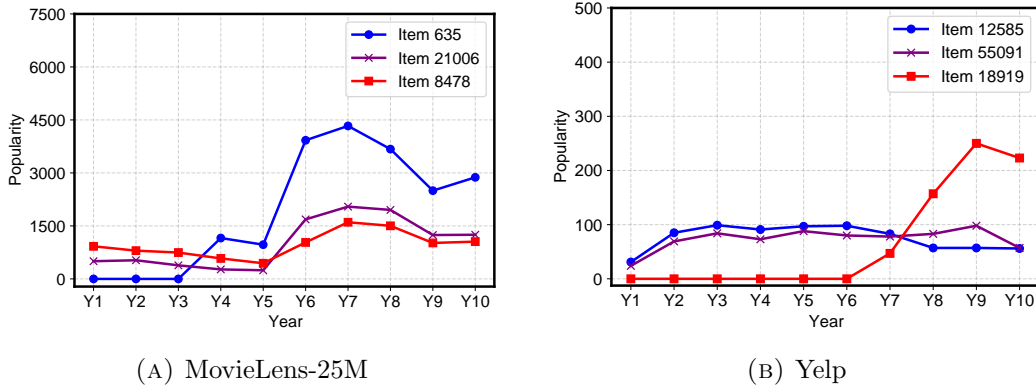 7500
6000
4500
3000
1500
0
Popularity
Item 635
Item 21006
Item 8478
Y1 Y2 Y3 Y4 Y5 Y6 Y7 Y8 Y9 Y10
Year
(A) MovieLens-25M
500
400
300
200
100
0
Popularity
Item 12585
Item 55091
Item 18919
Y1 Y2 Y3 Y4 Y5 Y6 Y7 Y8 Y9 Y10
Year
(B) Yelp